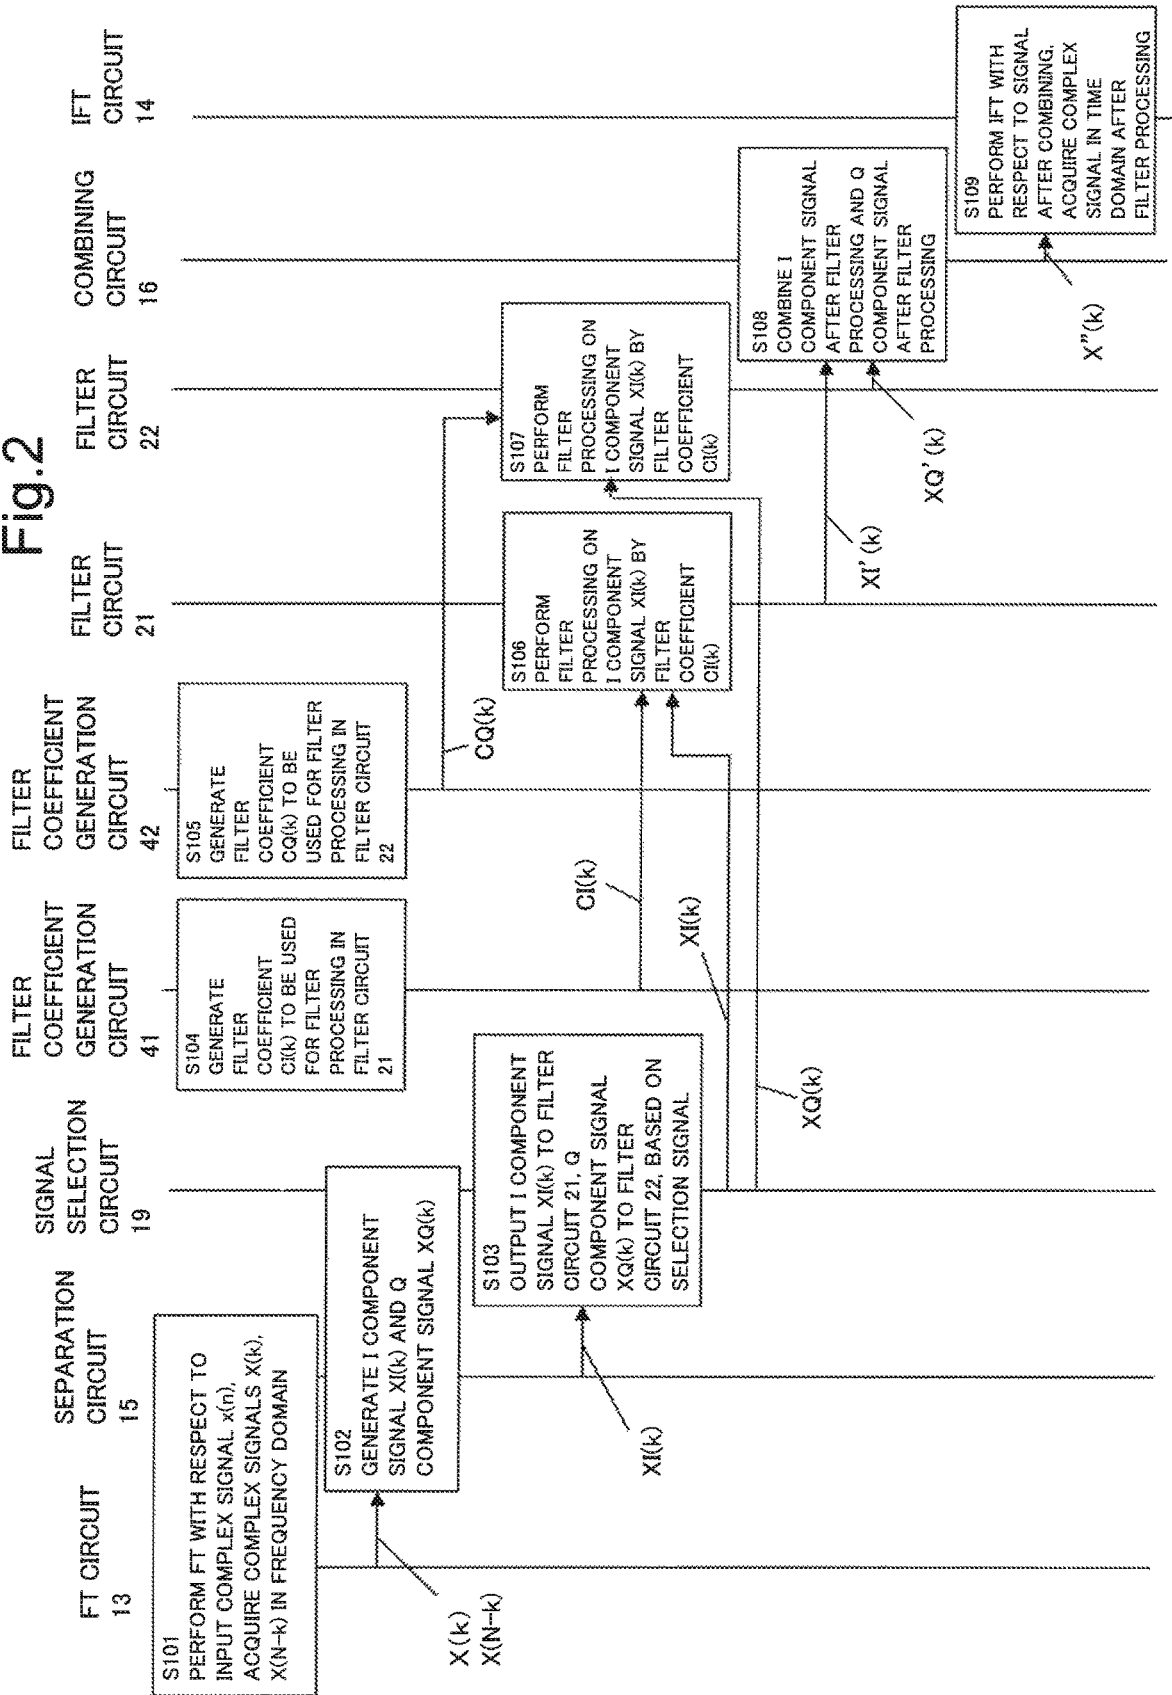 Fig.2
FT CIRCUIT
13
SEPARATION
CIRCUIT
15
SIGNAL
SELECTION
CIRCUIT
19
FILTER
COEFFICIENT
GENERATION
CIRCUIT
41
FILTER
COEFFICIENT
GENERATION
CIRCUIT
42
FILTER
CIRCUIT
21
FILTER
CIRCUIT
22
COMBINING
CIRCUIT
16
IFT
CIRCUIT
14
S101
PERFORM FT WITH RESPECT TO
INPUT COMPLEX SIGNAL x(n),
ACQUIRE COMPLEX SIGNALS X(k),
X(N-k) IN FREQUENCY DOMAIN
X(k)
X(N-k)
S102
GENERATE I COMPONENT
SIGNAL XI(k) AND Q
COMPONENT SIGNAL XQ(k)
XI(k)
S103
OUTPUT I COMPONENT
SIGNAL XI(k) TO FILTER
CIRCUIT 21, Q
COMPONENT SIGNAL
XQ(k) TO FILTER
CIRCUIT 22, BASED ON
SELECTION SIGNAL
S104
GENERATE
FILTER
COEFFICIENT
CI(k) TO BE USED
FOR FILTER
PROCESSING IN
FILTER CIRCUIT
21
S105
GENERATE
FILTER
COEFFICIENT
CQ(k) TO BE
USED FOR FILTER
PROCESSING IN
FILTER CIRCUIT
22
CQ(k)
CI(k)
XI(k)
XQ(k)
S106
PERFORM
FILTER
PROCESSING ON
I COMPONENT
SIGNAL XI(k) BY
FILTER
COEFFICIENT
CI(k)
S107
PERFORM
FILTER
PROCESSING ON
I COMPONENT
SIGNAL XI(k) BY
FILTER
COEFFICIENT
CI(k)
XI'(k)
XQ'(k)
S108
COMBINE I
COMPONENT SIGNAL
AFTER FILTER
PROCESSING AND Q
COMPONENT SIGNAL
AFTER FILTER
PROCESSING
X"(k)
S109
PERFORM IFT WITH
RESPECT TO SIGNAL
AFTER COMBINING,
ACQUIRE COMPLEX
SIGNAL IN TIME
DOMAIN AFTER
FILTER PROCESSING